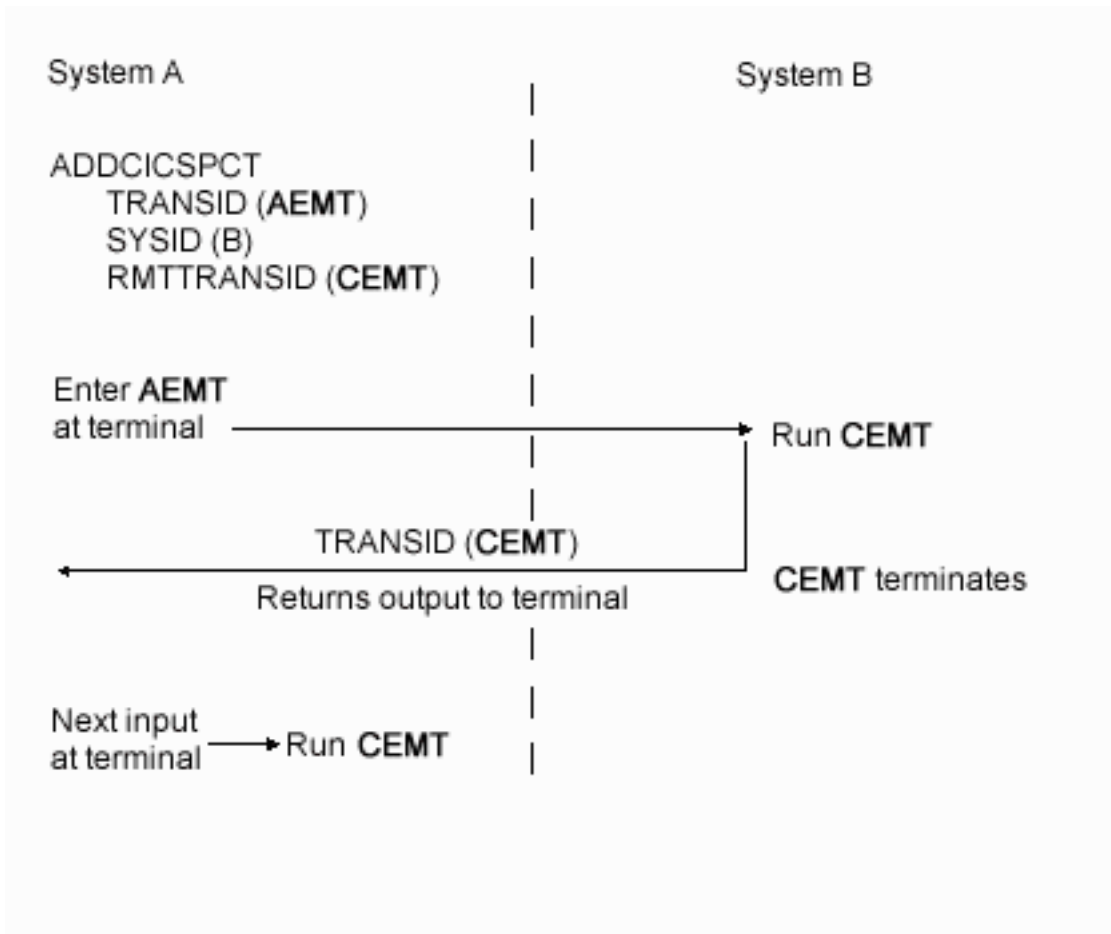 System A
System B
ADDCICSPCT
TRANSID (AEMT)
SYSID (B)
RMTTRANSID (CEMT)
Enter AEMT
at terminal
Run CEMT
TRANSID (CEMT)
Returns output to terminal
CEMT terminates
Next input
at terminal
Run CEMT